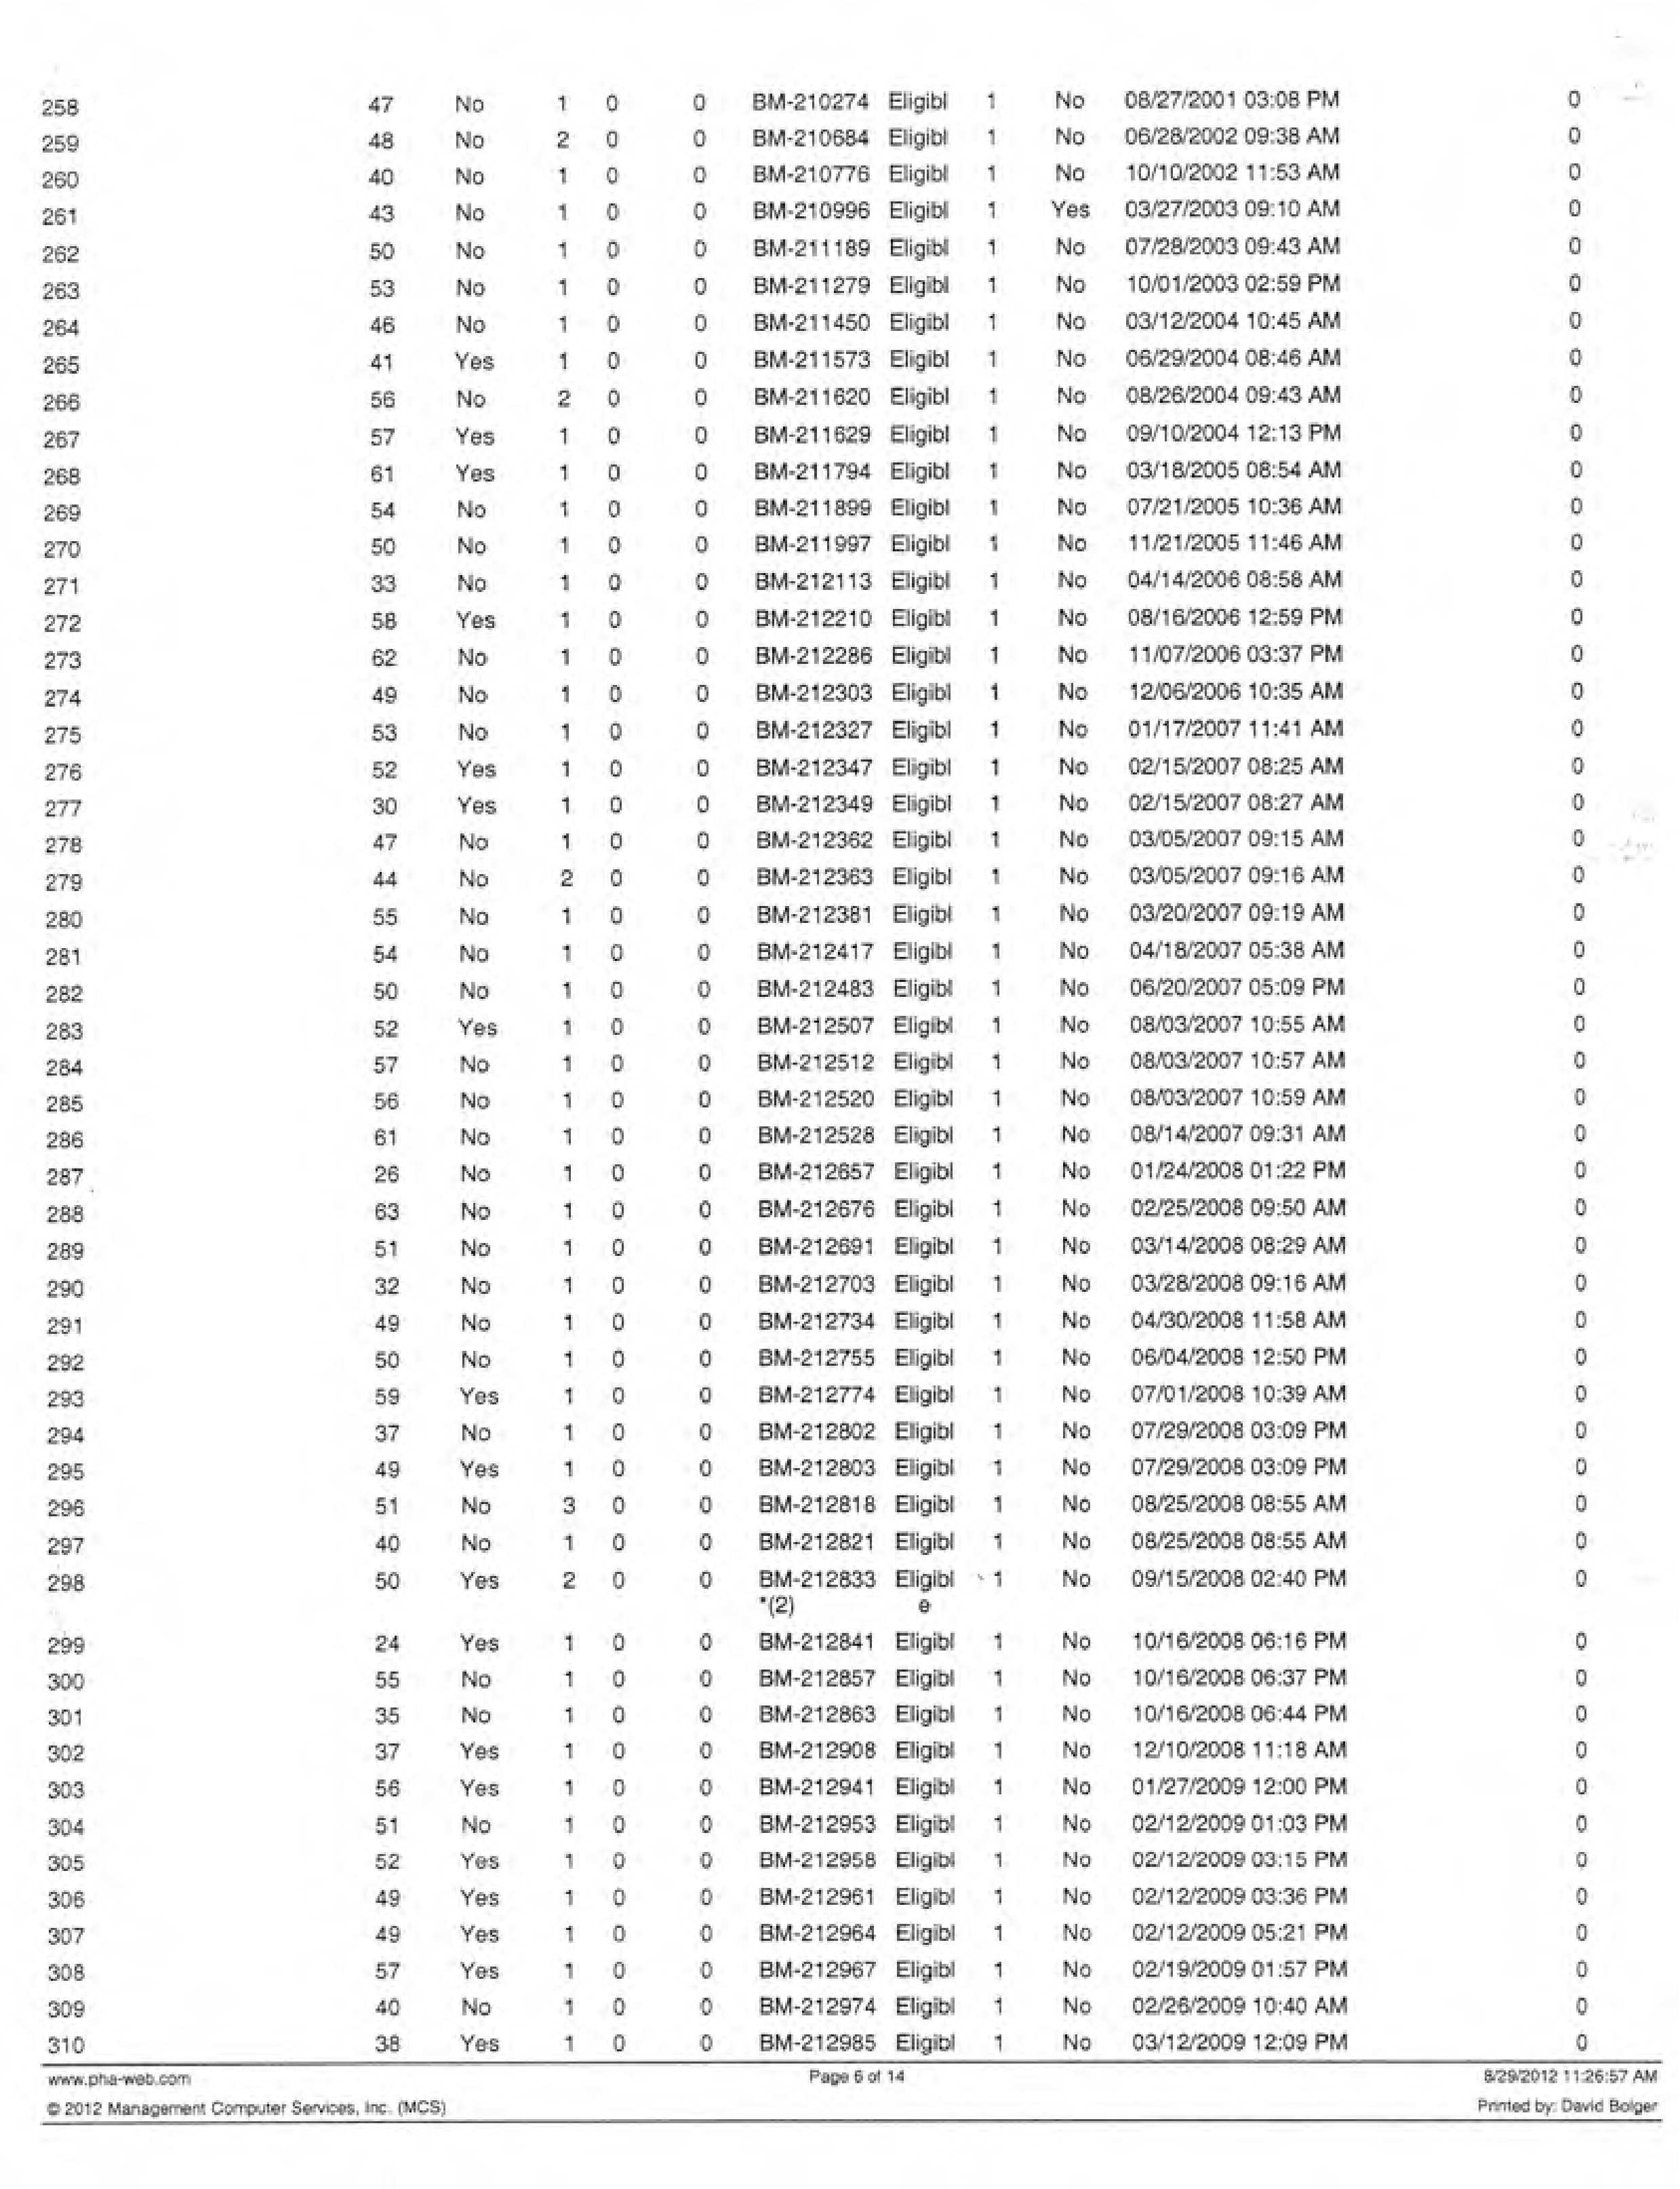 258 47 No 1 0 0 BM-210274 Eligibl 1 No 08/27/2001 03:08 PM 0
259 48 No 2 0 0 BM-210684 Eligibl 1 No 06/28/2002 09:38 AM 0
260 40 No 1 0 0 BM-210776 Eligibl 1 No 10/10/2002 11:53 AM 0
261 43 No 1 0 0 BM-210996 Eligibl 1 Yes 03/27/2003 09:10 AM 0
262 50 No 1 0 0 BM-211189 Eligibl 1 No 07/28/2003 09:43 AM 0
263 53 No 1 0 0 BM-211279 Eligibl 1 No 10/01/2003 02:59 PM 0
264 46 No 1 0 0 BM-211450 Eligibl 1 No 03/12/2004 10:45 AM 0
265 41 Yes 1 0 0 BM-211573 Eligibl 1 No 06/29/2004 08:46 AM 0
266 56 No 2 0 0 BM-211620 Eligibl 1 No 08/26/2004 09:43 AM 0
267 57 Yes 1 0 0 BM-211629 Eligibl 1 No 09/10/2004 12:13 PM 0
268 61 Yes 1 0 0 BM-211794 Eligibl 1 No 03/18/2005 08:54 AM 0
269 54 No 1 0 0 BM-211899 Eligibl 1 No 07/21/2005 10:36 AM 0
270 50 No 1 0 0 BM-211997 Eligibl 1 No 11/21/2005 11:46 AM 0
271 33 No 1 0 0 BM-212113 Eligibl 1 No 04/14/2006 08:58 AM 0
272 58 Yes 1 0 0 BM-212210 Eligibl 1 No 08/16/2006 12:59 PM 0
273 62 No 1 0 0 BM-212286 Eligibl 1 No 11/07/2006 03:37 PM 0
274 49 No 1 0 0 BM-212303 Eligibl 1 No 12/06/2006 10:35 AM 0
275 53 No 1 0 0 BM-212327 Eligibl 1 No 01/17/2007 11:41 AM 0
276 52 Yes 1 0 0 BM-212347 Eligibl 1 No 02/15/2007 08:25 AM 0
277 30 Yes 1 0 0 BM-212349 Eligibl 1 No 02/15/2007 08:27 AM 0
278 47 No 1 0 0 BM-212362 Eligibl 1 No 03/05/2007 09:15 AM 0
279 44 No 2 0 0 BM-212363 Eligibl 1 No 03/05/2007 09:16 AM 0
280 55 No 1 0 0 BM-212381 Eligibl 1 No 03/20/2007 09:19 AM 0
281 54 No 1 0 0 BM-212417 Eligibl 1 No 04/18/2007 05:38 AM 0
282 50 No 1 0 0 BM-212483 Eligibl 1 No 06/20/2007 05:09 PM 0
283 52 Yes 1 0 0 BM-212507 Eligibl 1 No 08/03/2007 10:55 AM 0
284 57 No 1 0 0 BM-212512 Eligibl 1 No 08/03/2007 10:57 AM 0
285 56 No 1 0 0 BM-212520 Eligibl 1 No 08/03/2007 10:59 AM 0
286 61 No 1 0 0 BM-212528 Eligibl 1 No 08/14/2007 09:31 AM 0
287 26 No 1 0 0 BM-212657 Eligibl 1 No 01/24/2008 01:22 PM 0
288 63 No 1 0 0 BM-212676 Eligibl 1 No 02/25/2008 09:50 AM 0
289 51 No 1 0 0 BM-212691 Eligibl 1 No 03/14/2008 08:29 AM 0
290 32 No 1 0 0 BM-212703 Eligibl 1 No 03/28/2008 09:16 AM 0
291 49 No 1 0 0 BM-212734 Eligibl 1 No 04/30/2008 11:58 AM 0
292 50 No 1 0 0 BM-212755 Eligibl 1 No 06/04/2008 12:50 PM 0
293 59 Yes 1 0 0 BM-212774 Eligibl 1 No 07/01/2008 10:39 AM 0
294 37 No 1 0 0 BM-212802 Eligibl 1 No 07/29/2008 03:09 PM 0
295 49 Yes 1 0 0 BM-212803 Eligibl 1 No 07/29/2008 03:09 PM 0
296 51 No 3 0 0 BM-212818 Eligibl 1 No 08/25/2008 08:55 AM 0
297 40 No 1 0 0 BM-212821 Eligibl 1 No 08/25/2008 08:55 AM 0
298 50 Yes 2 0 0 BM-212833 Eligibl 1 No 09/15/2008 02:40 PM 0
*(2) e
299 24 Yes 1 0 0 BM-212841 Eligibl 1 No 10/16/2008 06:16 PM 0
300 55 No 1 0 0 BM-212857 Eligibl 1 No 10/16/2008 06:37 PM 0
301 35 No 1 0 0 BM-212863 Eligibl 1 No 10/16/2008 06:44 PM 0
302 37 Yes 1 0 0 BM-212908 Eligibl 1 No 12/10/2008 11:18 AM 0
303 56 Yes 1 0 0 BM-212941 Eligibl 1 No 01/27/2009 12:00 PM 0
304 51 No 1 0 0 BM-212953 Eligibl 1 No 02/12/2009 01:03 PM 0
305 52 Yes 1 0 0 BM-212958 Eligibl 1 No 02/12/2009 03:15 PM 0
306 49 Yes 1 0 0 BM-212961 Eligibl 1 No 02/12/2009 03:36 PM 0
307 49 Yes 1 0 0 BM-212964 Eligibl 1 No 02/12/2009 05:21 PM 0
308 57 Yes 1 0 0 BM-212967 Eligibl 1 No 02/19/2009 01:57 PM 0
309 40 No 1 0 0 BM-212974 Eligibl 1 No 02/26/2009 10:40 AM 0
310 38 Yes 1 0 0 BM-212985 Eligibl 1 No 03/12/2009 12:09 PM 0
www.pha-web.com Page 6 of 14 8/29/2012 11:26:57 AM
© 2012 Management Computer Services, Inc. (MCS) Printed by: David Bolger